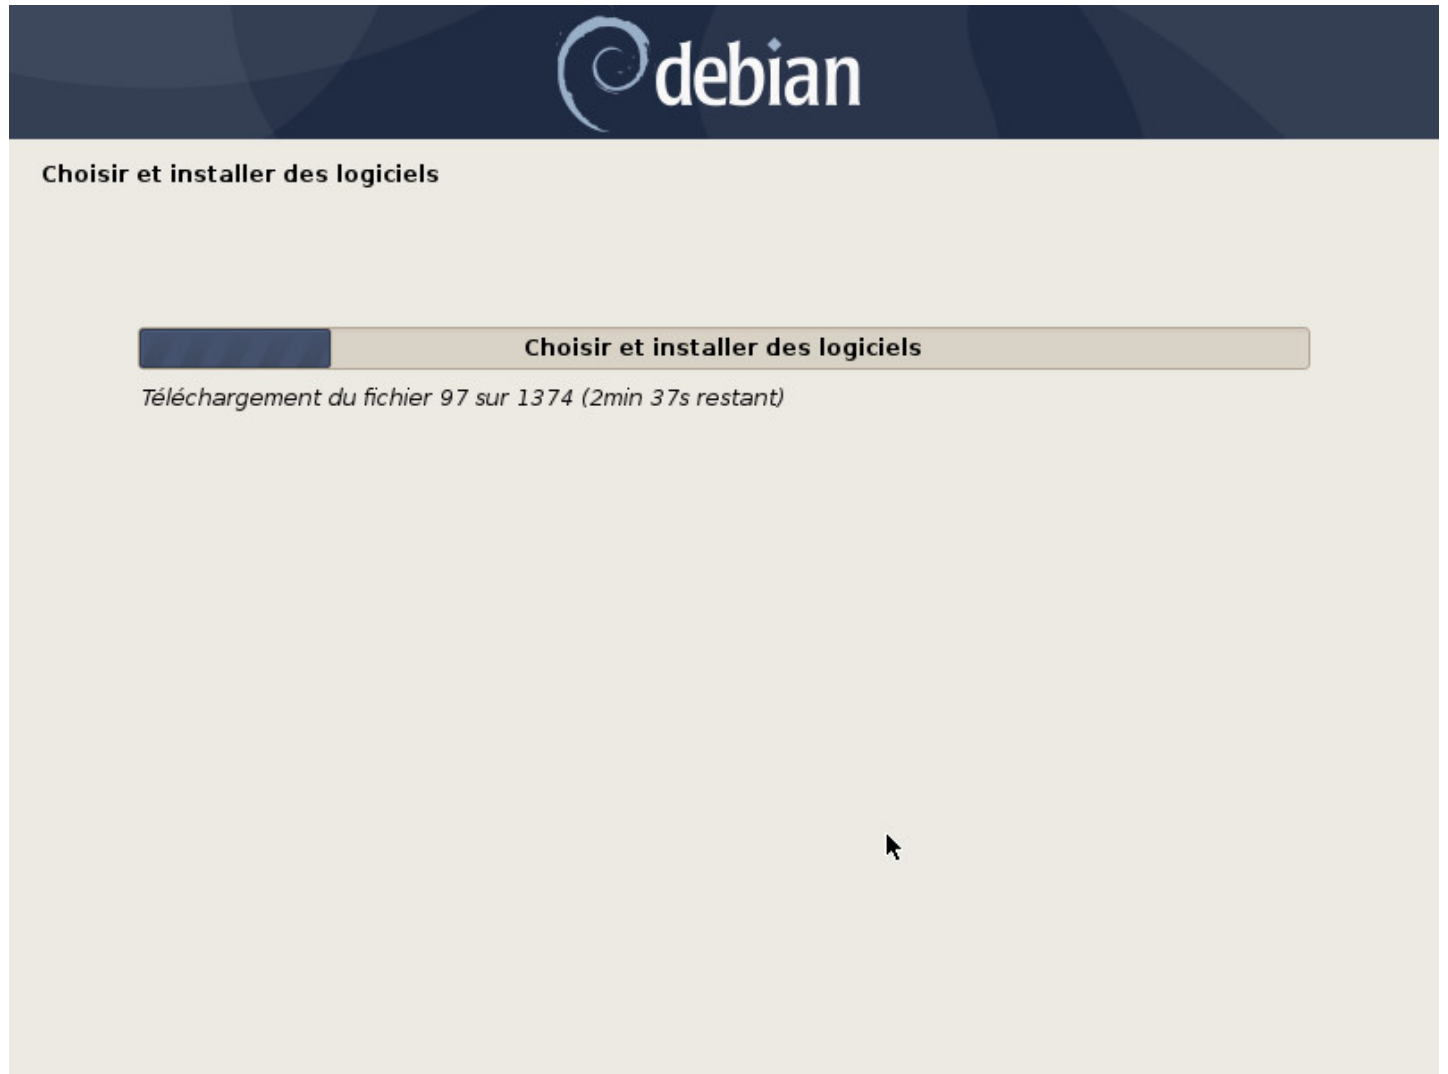 debian
Choisir et installer des logiciels
Choisir et installer des logiciels
Téléchargement du fichier 97 sur 1374 (2min 37s restant)